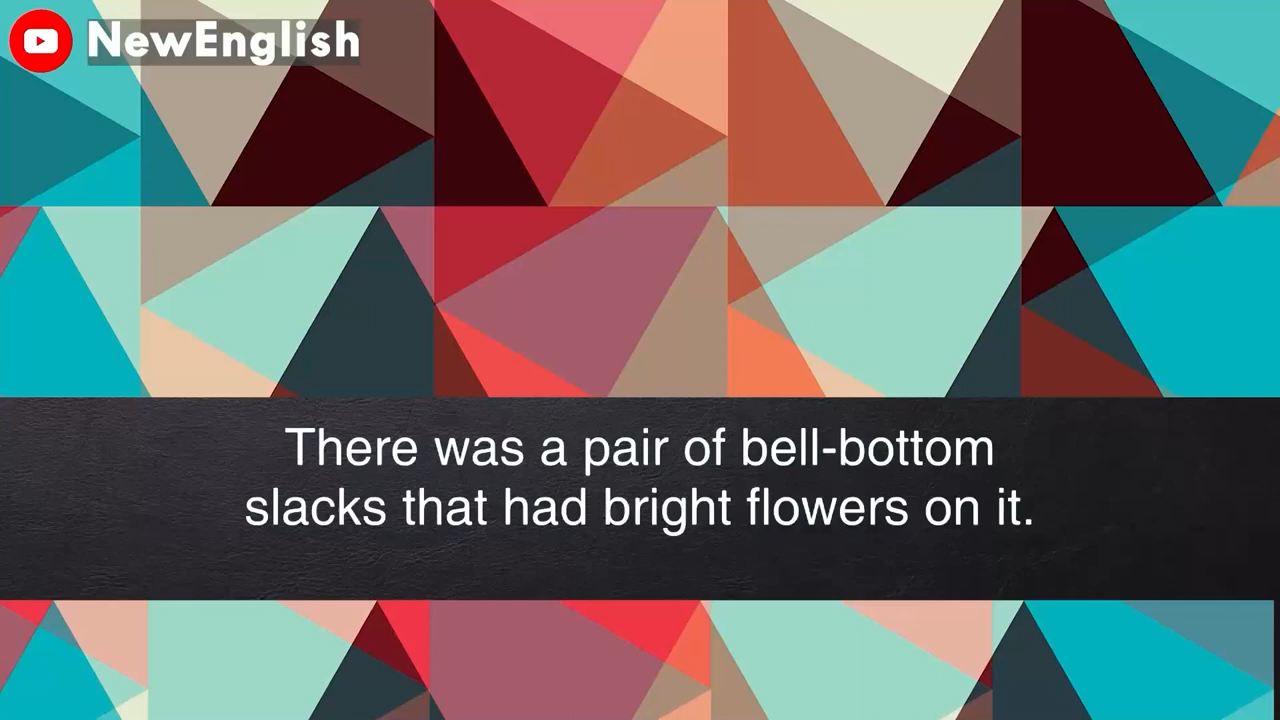 NewEnglish
There was a pair of bell-bottom
slacks that had bright flowers on it.